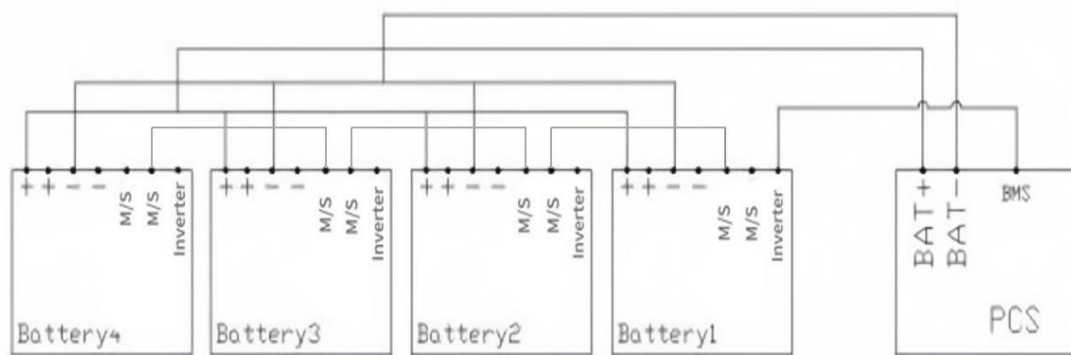 + + - - M/S M/S Inverter
Battery4
+ + - - M/S M/S Inverter
Battery3
+ + - - M/S M/S Inverter
Battery2
+ + - - M/S M/S Inverter
Battery1
BAT+ BAT- BMS
PCS